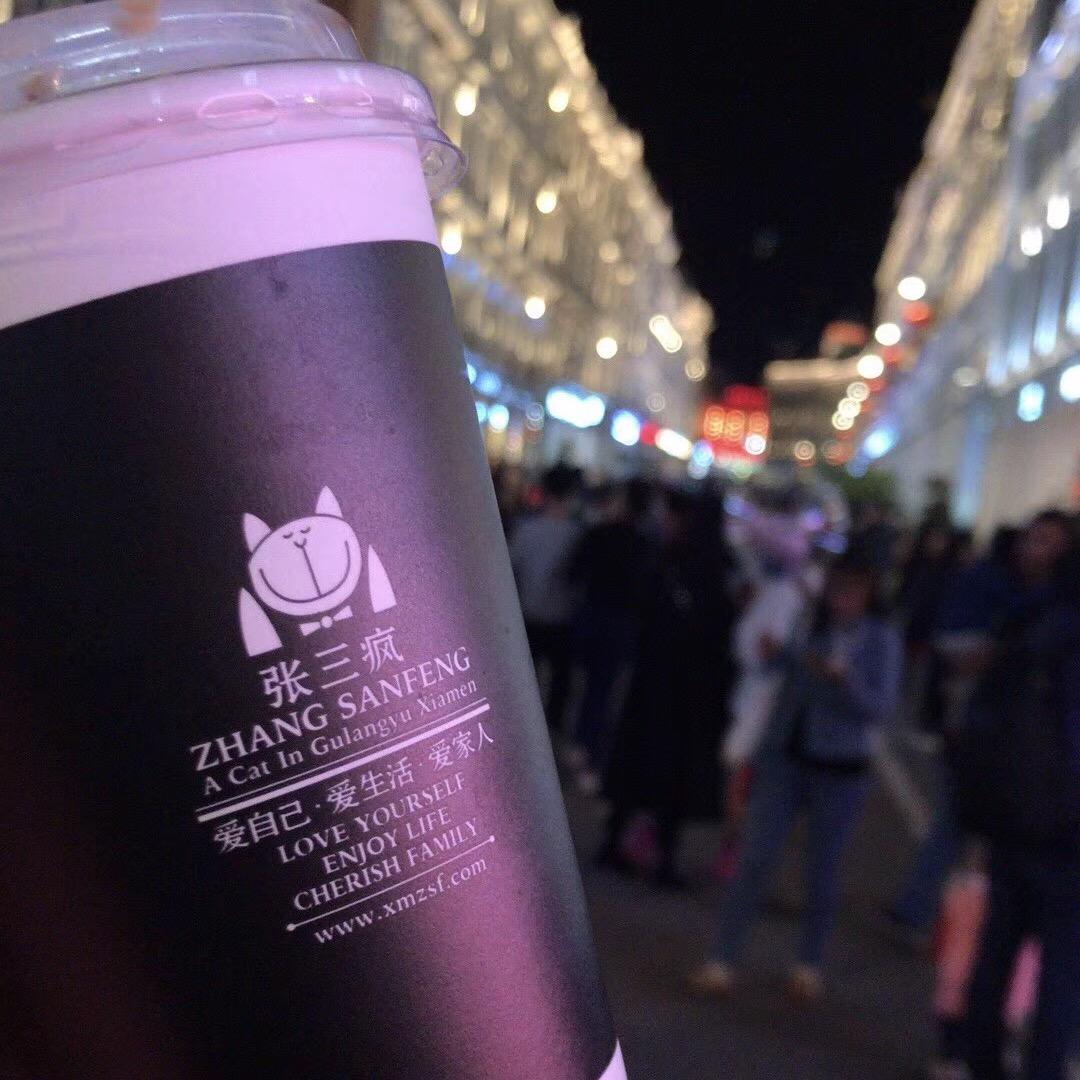 张三疯
ZHANG SANFENG
A Cat In Gulangyu Xiamen
爱自己·爱生活·爱家人
LOVE YOURSELF
ENJOY LIFE
CHERISH FAMILY
www.xmzsf.com